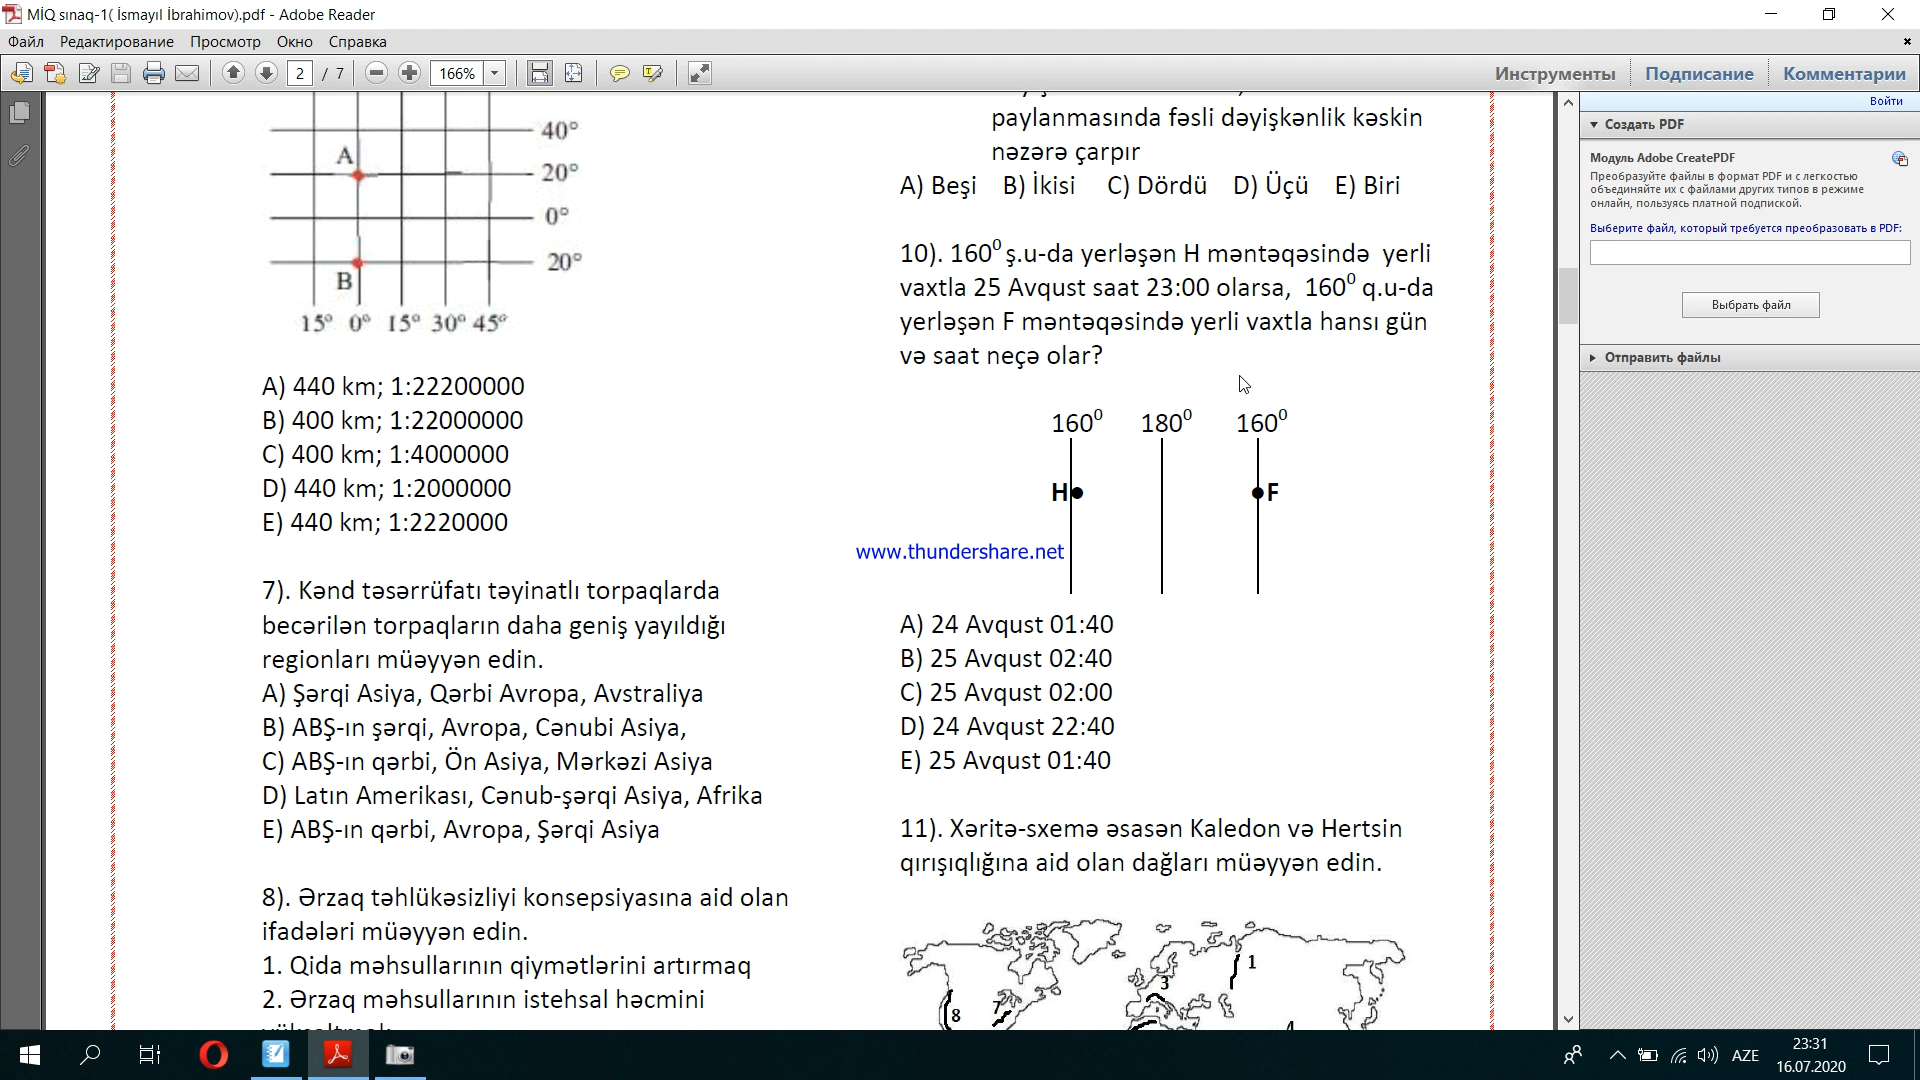 MİQ sınaq-1( İsmayıl İbrahimov).pdf - Adobe Reader
Файл Редактирование Просмотр Окно Справка
2 / 7 166% Инструменты Подписание Комментарии
40°
A
20°
0°
20°
B
15° 0° 15° 30° 45°
A) 440 km; 1:22200000
B) 400 km; 1:22000000
C) 400 km; 1:4000000
D) 440 km; 1:2000000
E) 440 km; 1:2220000
7). Kənd təsərrüfatı təyinatlı torpaqlarda
becərilən torpaqların daha geniş yayıldığı
regionları müəyyən edin.
A) Şərqi Asiya, Qərbi Avropa, Avstraliya
B) ABŞ-ın şərqi, Avropa, Cənubi Asiya,
C) ABŞ-ın qərbi, Ön Asiya, Mərkəzi Asiya
D) Latın Amerikası, Cənub-şərqi Asiya, Afrika
E) ABŞ-ın qərbi, Avropa, Şərqi Asiya
8). Ərzaq təhlükəsizliyi konsepsiyasına aid olan
ifadələri müəyyən edin.
1. Qida məhsullarının qiymətlərini artırmaq
2. Ərzaq məhsullarının istehsal həcmini
paylanmasında fəsli dəyişkənlik kəskin
nəzərə çarpır
A) Beşi B) İkisi C) Dördü D) Üçü E) Biri
10). 160⁰ ş.u-da yerləşən H məntəqəsində yerli
vaxtla 25 Avqust saat 23:00 olarsa, 160⁰ q.u-da
yerləşən F məntəqəsində yerli vaxtla hansı gün
və saat neçə olar?
160⁰ 180⁰ 160⁰
H F
www.thundershare.net
A) 24 Avqust 01:40
B) 25 Avqust 02:40
C) 25 Avqust 02:00
D) 24 Avqust 22:40
E) 25 Avqust 01:40
11). Xəritə-sxemə əsasən Kaledon və Hertsin
qırışıqlığına aid olan dağları müəyyən edin.
1
3
7
8
4
Войти
Создать PDF
Модуль Adobe CreatePDF
Преобразуйте файлы в формат PDF и с легкостью
объединяйте их с файлами других типов в режиме
онлайн, пользуясь платной подпиской.
Выберите файл, который требуется преобразовать в PDF:
Выбрать файл
Отправить файлы
AZE
23:31
16.07.2020